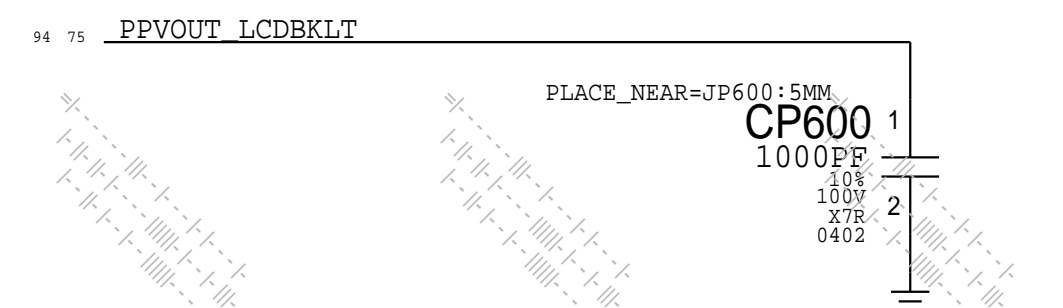 94 75 PPVOUT_LCDBKLT
PLACE_NEAR=JP600:5MM
CP600
1
1000PF
10%
100V
X7R
2
0402